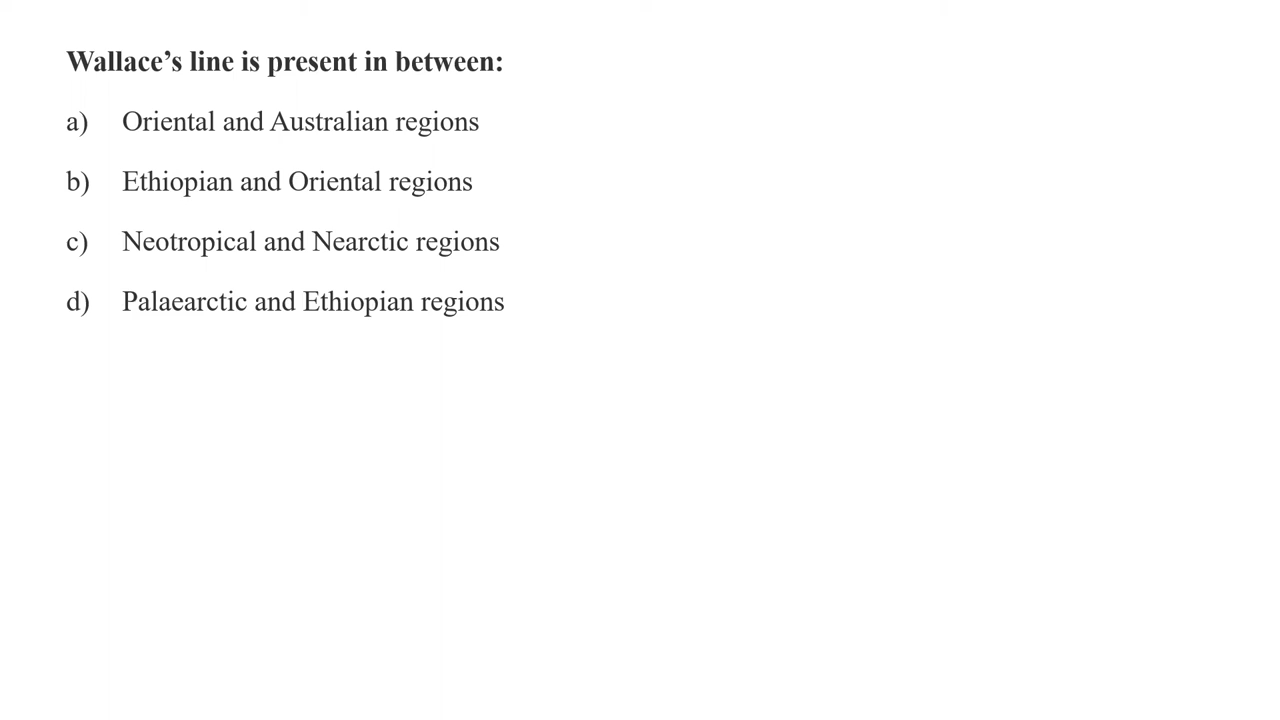 Wallace’s line is present in between:
a) Oriental and Australian regions
b) Ethiopian and Oriental regions
c) Neotropical and Nearctic regions
d) Palaearctic and Ethiopian regions